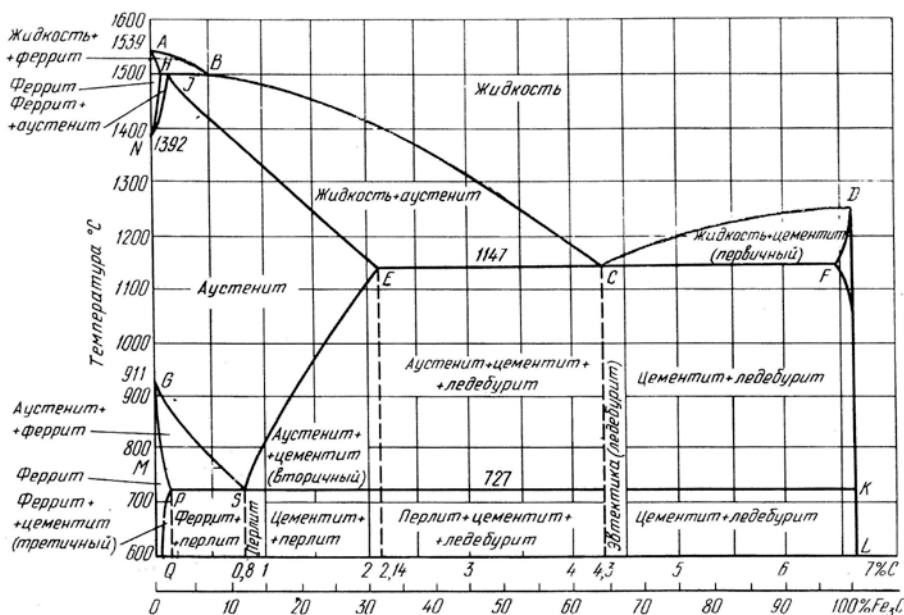 1600
1539
1500
1400
1392
1300
1200
1100
1000
911
900
800
700
600
Температура °С
Жидкость+
+феррит
Феррит
Феррит+
+аустенит
A
H
J
B
N
Жидкость
Жидкость+аустенит
D
Жидкость+цементит
(первичный)
1147
E
C
F
Аустенит
G
Аустенит+
+феррит
M
Феррит
Феррит+
+цементит
(третичный)
Аустенит+цементит+
+ледебурит
Эвтектика (ледебурит)
Цементит+ледебурит
Аустенит+
+цементит
(вторичный)
727
P
S
K
Феррит+
+перлит
Перлит
Цементит+
+перлит
Перлит+цементит+
+ледебурит
Цементит+ледебурит
L
Q 0,8 1 2 2,14 3 4 4,3 5 6 7%С
0 10 20 30 40 50 60 70 80 90 100%Fe₃C